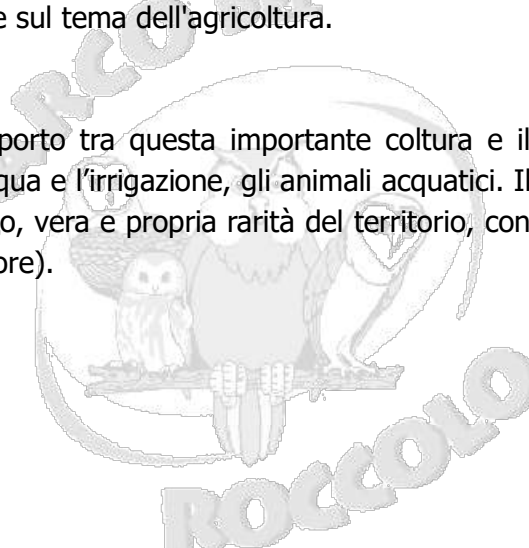 e sul tema dell'agricoltura.
porto tra questa importante coltura e il
qua e l’irrigazione, gli animali acquatici. Il
o, vera e propria rarità del territorio, con
ore).
ROCCOLO